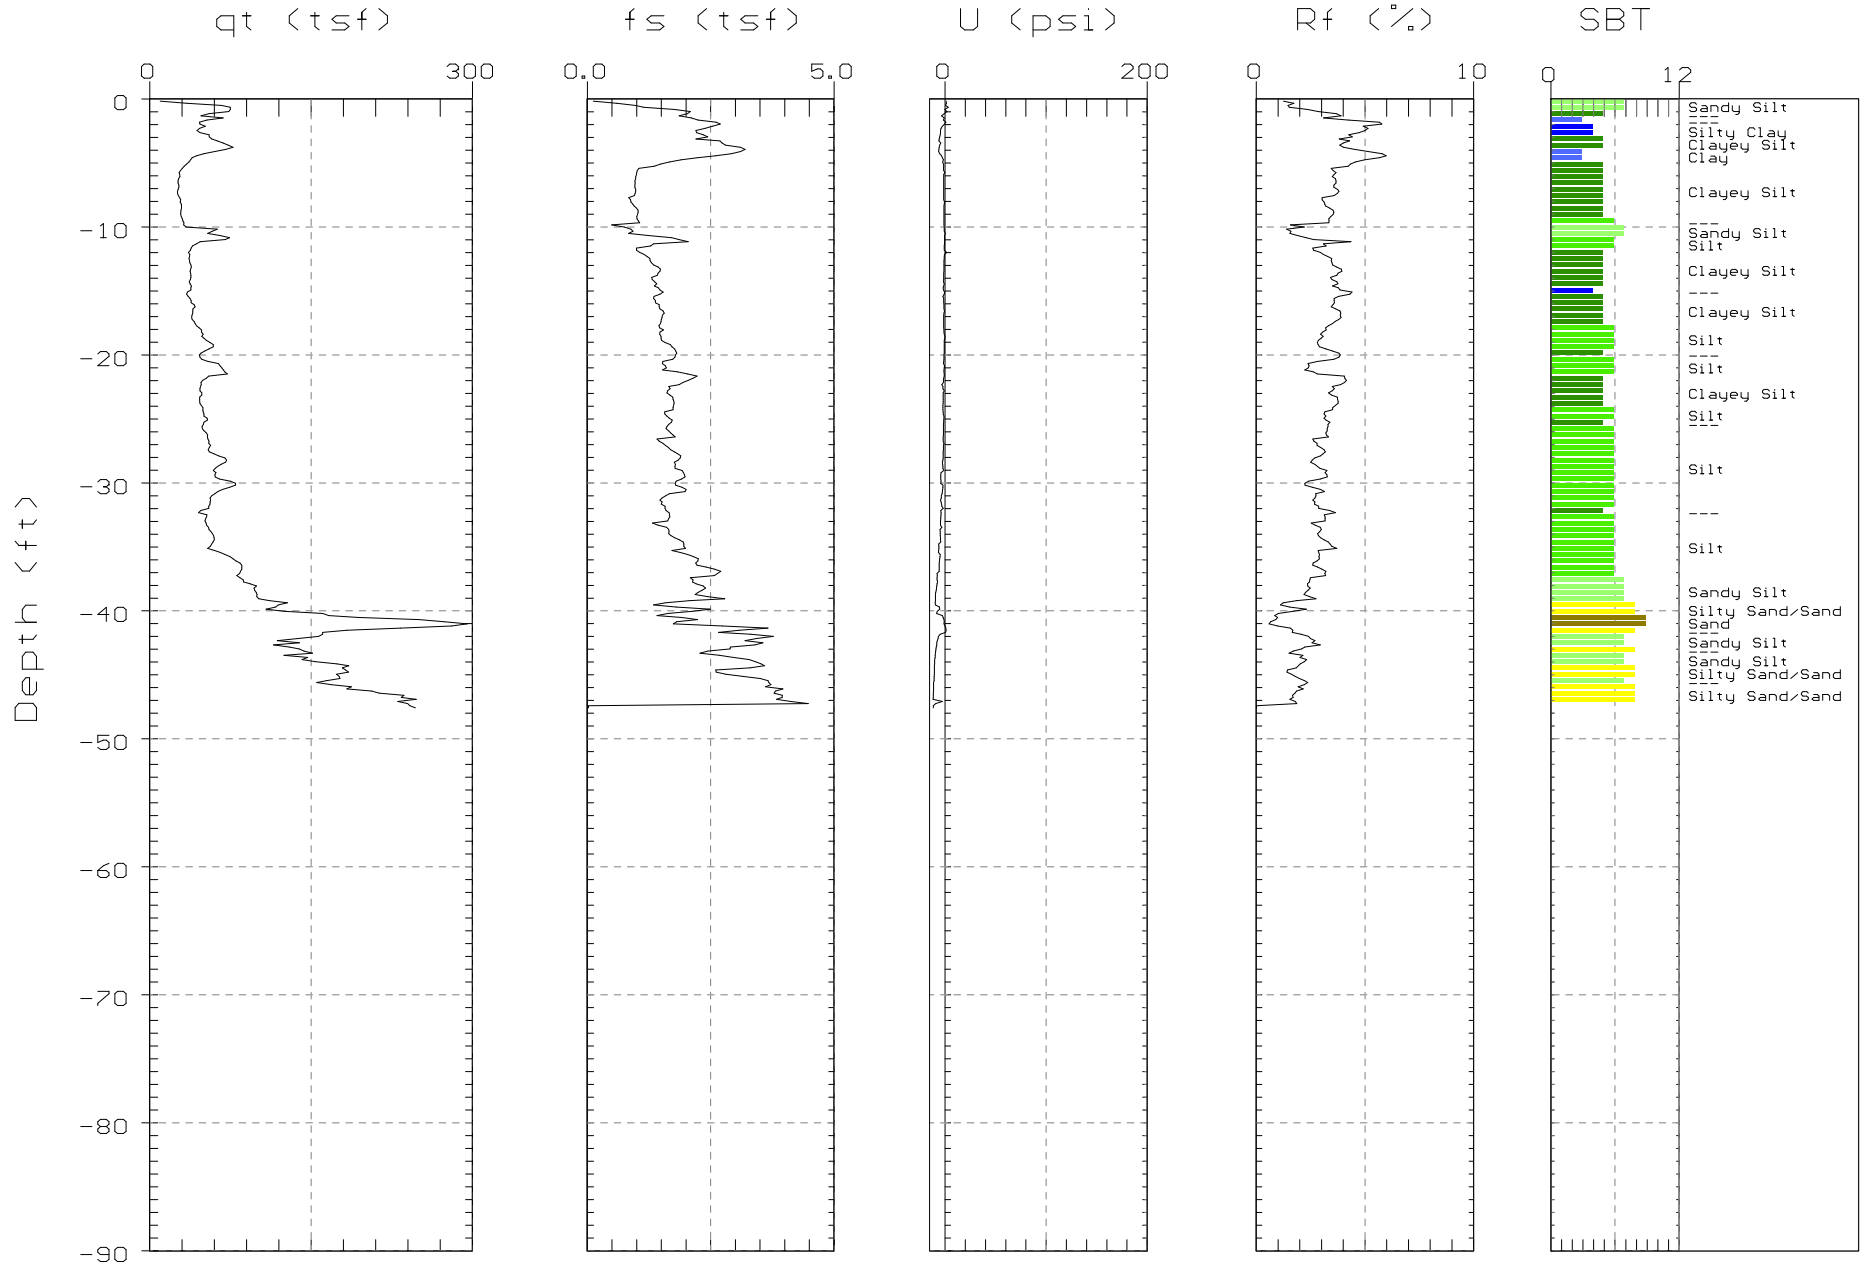 qt (tsf) fs (tsf) U (psi) Rf (%) SBT
0 300 0.0 5.0 0 200 0 10 0 12
Depth (ft)
0
-10
-20
-30
-40
-50
-60
-70
-80
-90
Sandy Silt
---
Silty Clay
Clayey Silt
Clay
Clayey Silt
---
Sandy Silt
Silt
Clayey Silt
---
Clayey Silt
Silt
---
Silt
Clayey Silt
Silt
---
Silt
---
Silt
Sandy Silt
Silty Sand/Sand
Sand
---
Sandy Silt
---
Sandy Silt
Silty Sand/Sand
---
Silty Sand/Sand